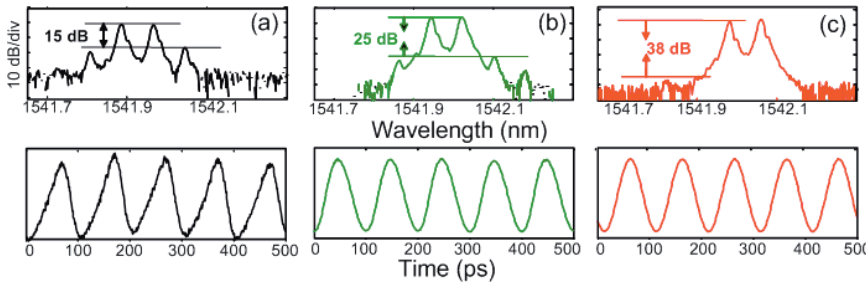 (a)
15 dB
10 dB/div
1541.7 1541.9 1542.1
(b)
25 dB
1541.7 1541.9 1542.1
(c)
38 dB
1541.7 1541.9 1542.1
Wavelength (nm)
0 100 200 300 400 500
0 100 200 300 400 500
0 100 200 300 400 500
Time (ps)